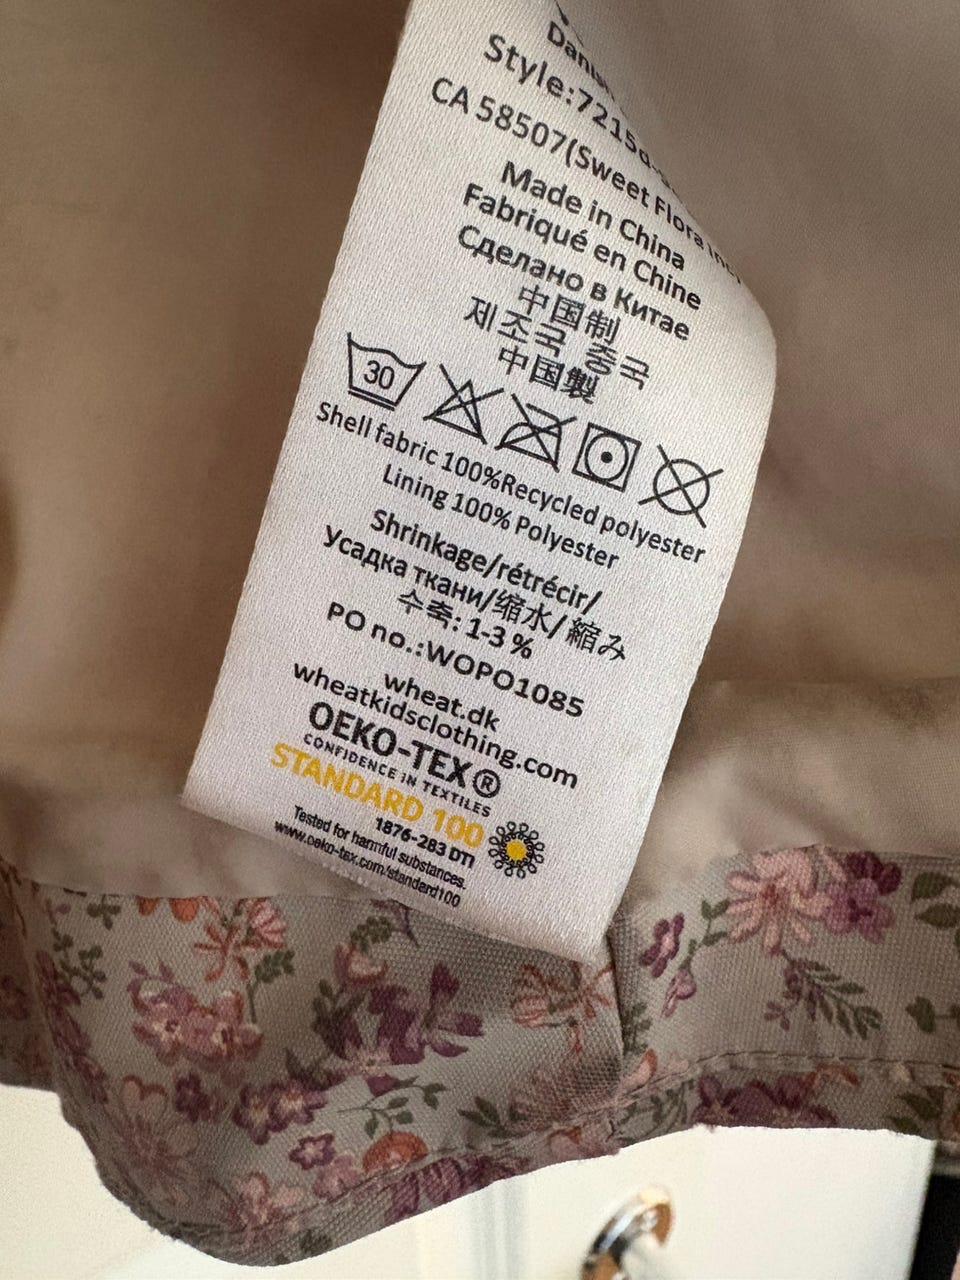 Style:7215d
CA 58507(Sweet Flora
Made in China
Fabriqué en Chine
Сделано в Китае
中国制
제조국 중국
中国製
30
Shell fabric 100%Recycled polyester
Lining 100% Polyester
Shrinkage/rétrécir/
Усадка ткани/缩水/縮み
수축: 1-3 %
PO no.:WOPO1085
wheat.dk
wheatkidsclothing.com
OEKO-TEX®
CONFIDENCE IN TEXTILES
STANDARD 100
1876-283 DTI
Tested for harmful substances.
www.oeko-tex.com/standard100